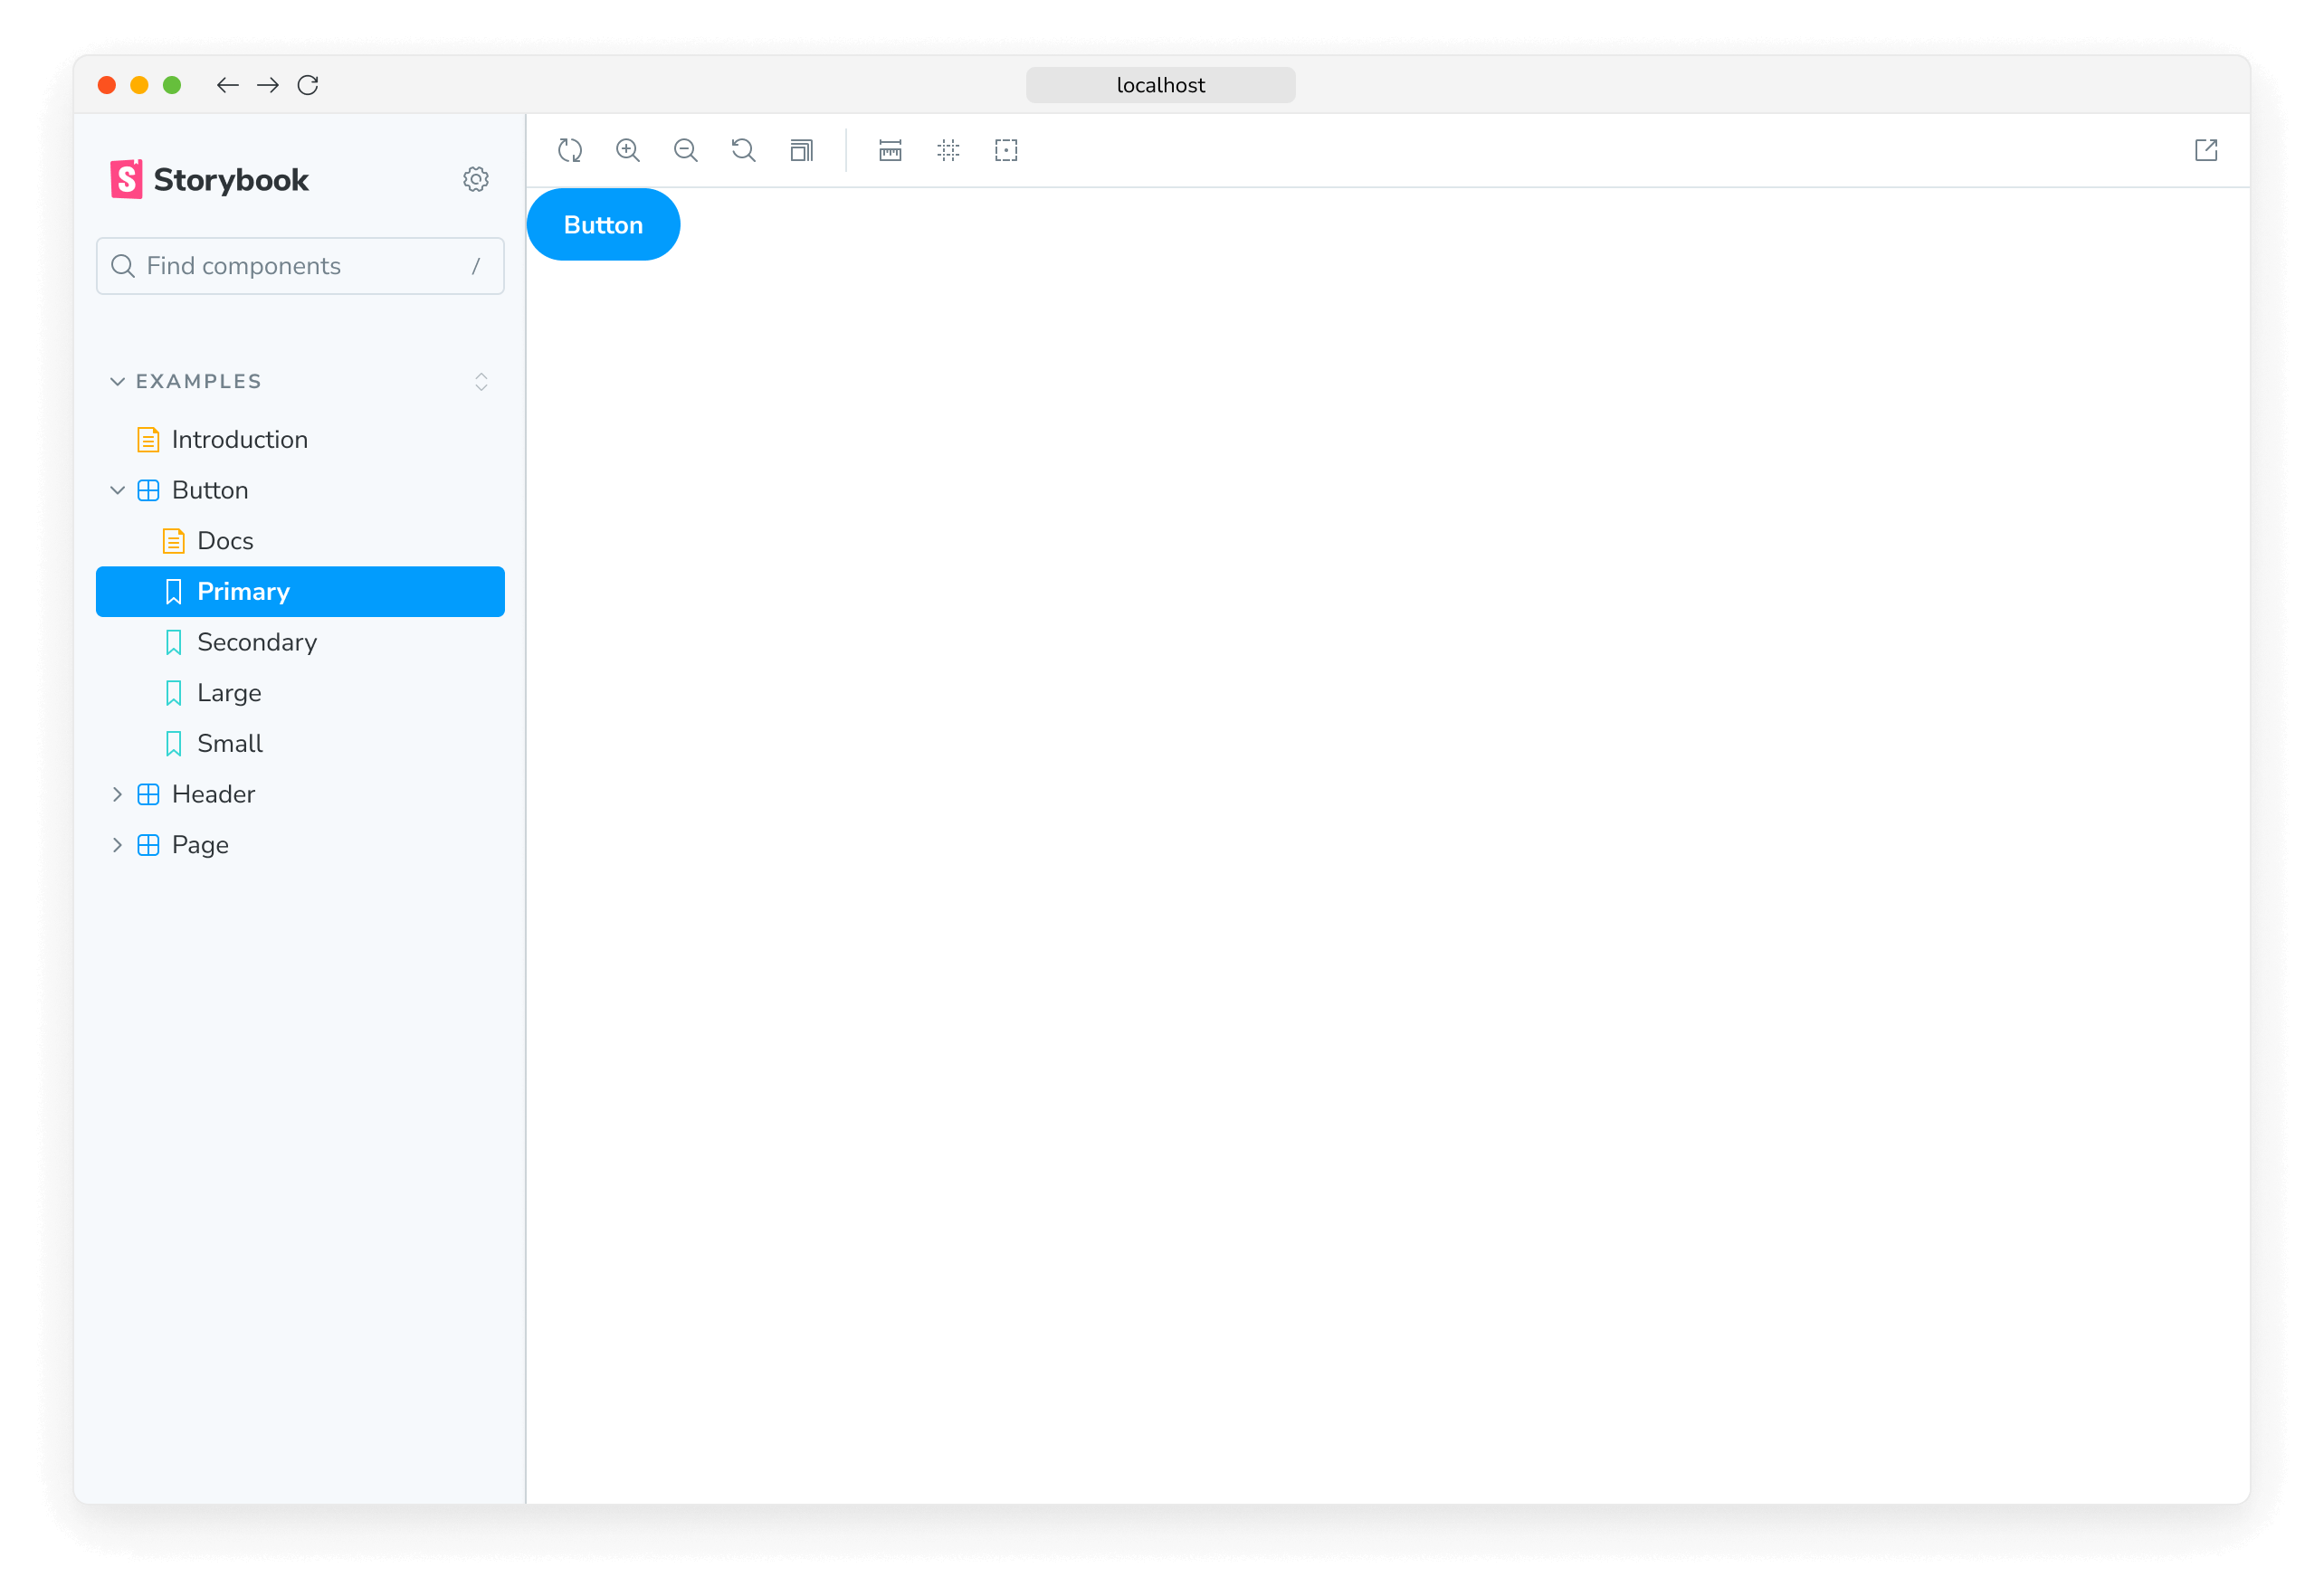 localhost
Storybook
Find components /
EXAMPLES
Introduction
Button
Docs
Primary
Secondary
Large
Small
Header
Page
Button